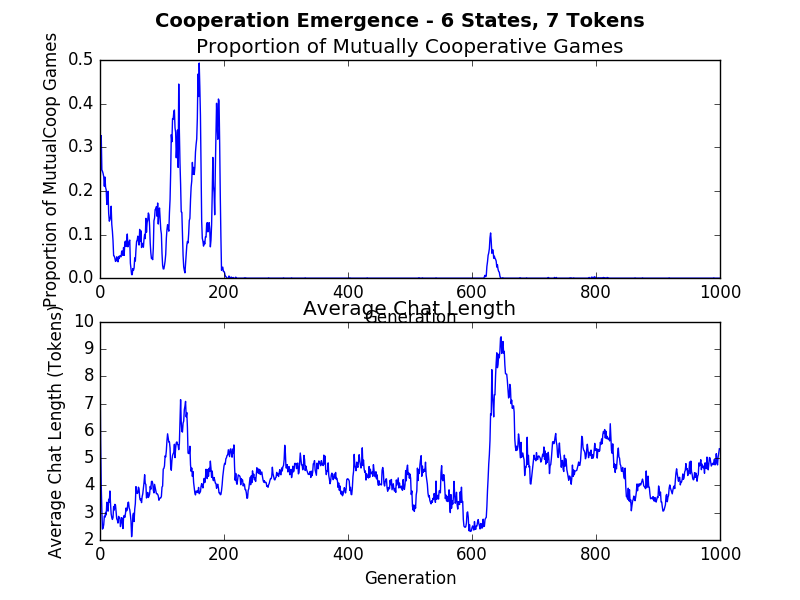 Cooperation Emergence - 6 States, 7 Tokens
Proportion of Mutually Cooperative Games
Proportion of MutualCoop Games
0.5
0.4
0.3
0.2
0.1
0.0
0 200 400 600 800 1000
Generation
Average Chat Length
Average Chat Length (Tokens)
10
9
8
7
6
5
4
3
2
0 200 400 600 800 1000
Generation